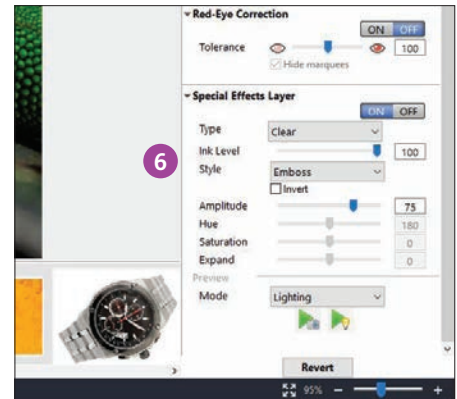 Red-Eye Correction
ON OFF
Tolerance 100
Hide marquees
Special Effects Layer
ON OFF
Type Clear
Ink Level 100
6
Style Emboss
Invert
Amplitude 75
Hue 180
Saturation 0
Expand 0
Preview
Mode Lighting
Revert
95%